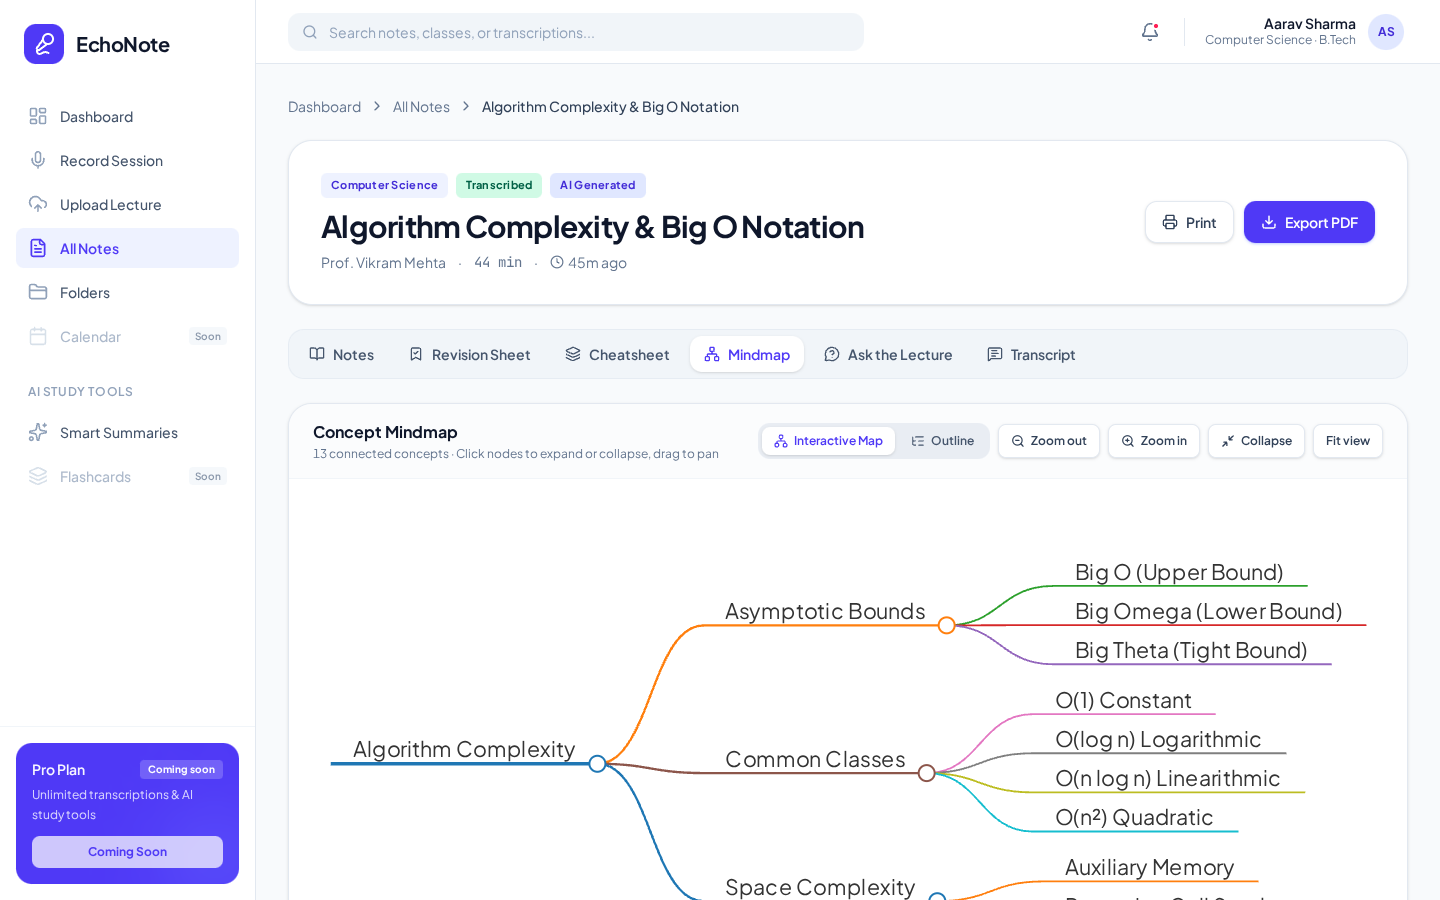 EchoNote
Search notes, classes, or transcriptions...
Aarav Sharma
Computer Science · B.Tech
AS
Dashboard
Record Session
Upload Lecture
All Notes
Folders
Calendar
Soon
AI STUDY TOOLS
Smart Summaries
Flashcards
Soon
Pro Plan
Coming soon
Unlimited transcriptions & AI
study tools
Coming Soon
Dashboard > All Notes > Algorithm Complexity & Big O Notation
Computer Science
Transcribed
AI Generated
Algorithm Complexity & Big O Notation
Prof. Vikram Mehta · 44 min · 45m ago
Print
Export PDF
Notes
Revision Sheet
Cheatsheet
Mindmap
Ask the Lecture
Transcript
Concept Mindmap
13 connected concepts · Click nodes to expand or collapse, drag to pan
Interactive Map
Outline
Zoom out
Zoom in
Collapse
Fit view
Algorithm Complexity
Asymptotic Bounds
Big O (Upper Bound)
Big Omega (Lower Bound)
Big Theta (Tight Bound)
Common Classes
O(1) Constant
O(log n) Logarithmic
O(n log n) Linearithmic
O(n²) Quadratic
Space Complexity
Auxiliary Memory